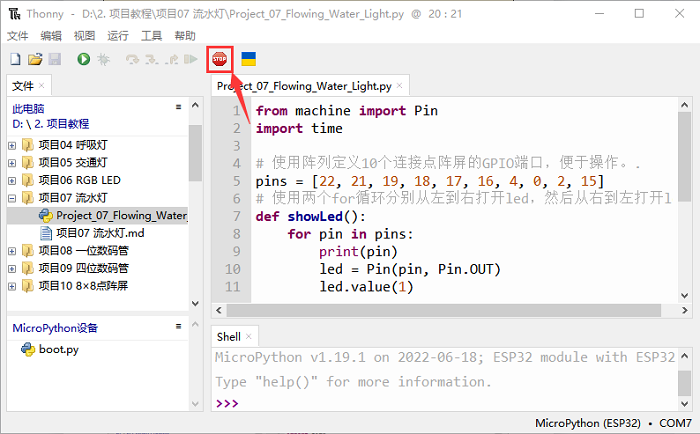 Thonny - D:\2. 项目教程\项目07 流水灯\Project_07_Flowing_Water_Light.py @ 20 : 21
文件 编辑 视图 运行 工具 帮助
STOP
文件 ×
此电脑
D: \ 2. 项目教程
项目04 呼吸灯
项目05 交通灯
项目06 RGB LED
项目07 流水灯
Project_07_Flowing_Water_
项目07 流水灯.md
项目08 一位数码管
项目09 四位数码管
项目10 8×8点阵屏
MicroPython设备
boot.py
Project_07_Flowing_Water_Light.py ×
1 from machine import Pin
2 import time
3
4 # 使用阵列定义10个连接点阵屏的GPIO端口，便于操作。.
5 pins = [22, 21, 19, 18, 17, 16, 4, 0, 2, 15]
6 # 使用两个for循环分别从左到右打开led，然后从右到左打开l
7 def showLed():
8 for pin in pins:
9 print(pin)
10 led = Pin(pin, Pin.OUT)
11 led.value(1)
Shell ×
MicroPython v1.19.1 on 2022-06-18; ESP32 module with ESP32
Type "help()" for more information.
>>>
MicroPython (ESP32) • COM7